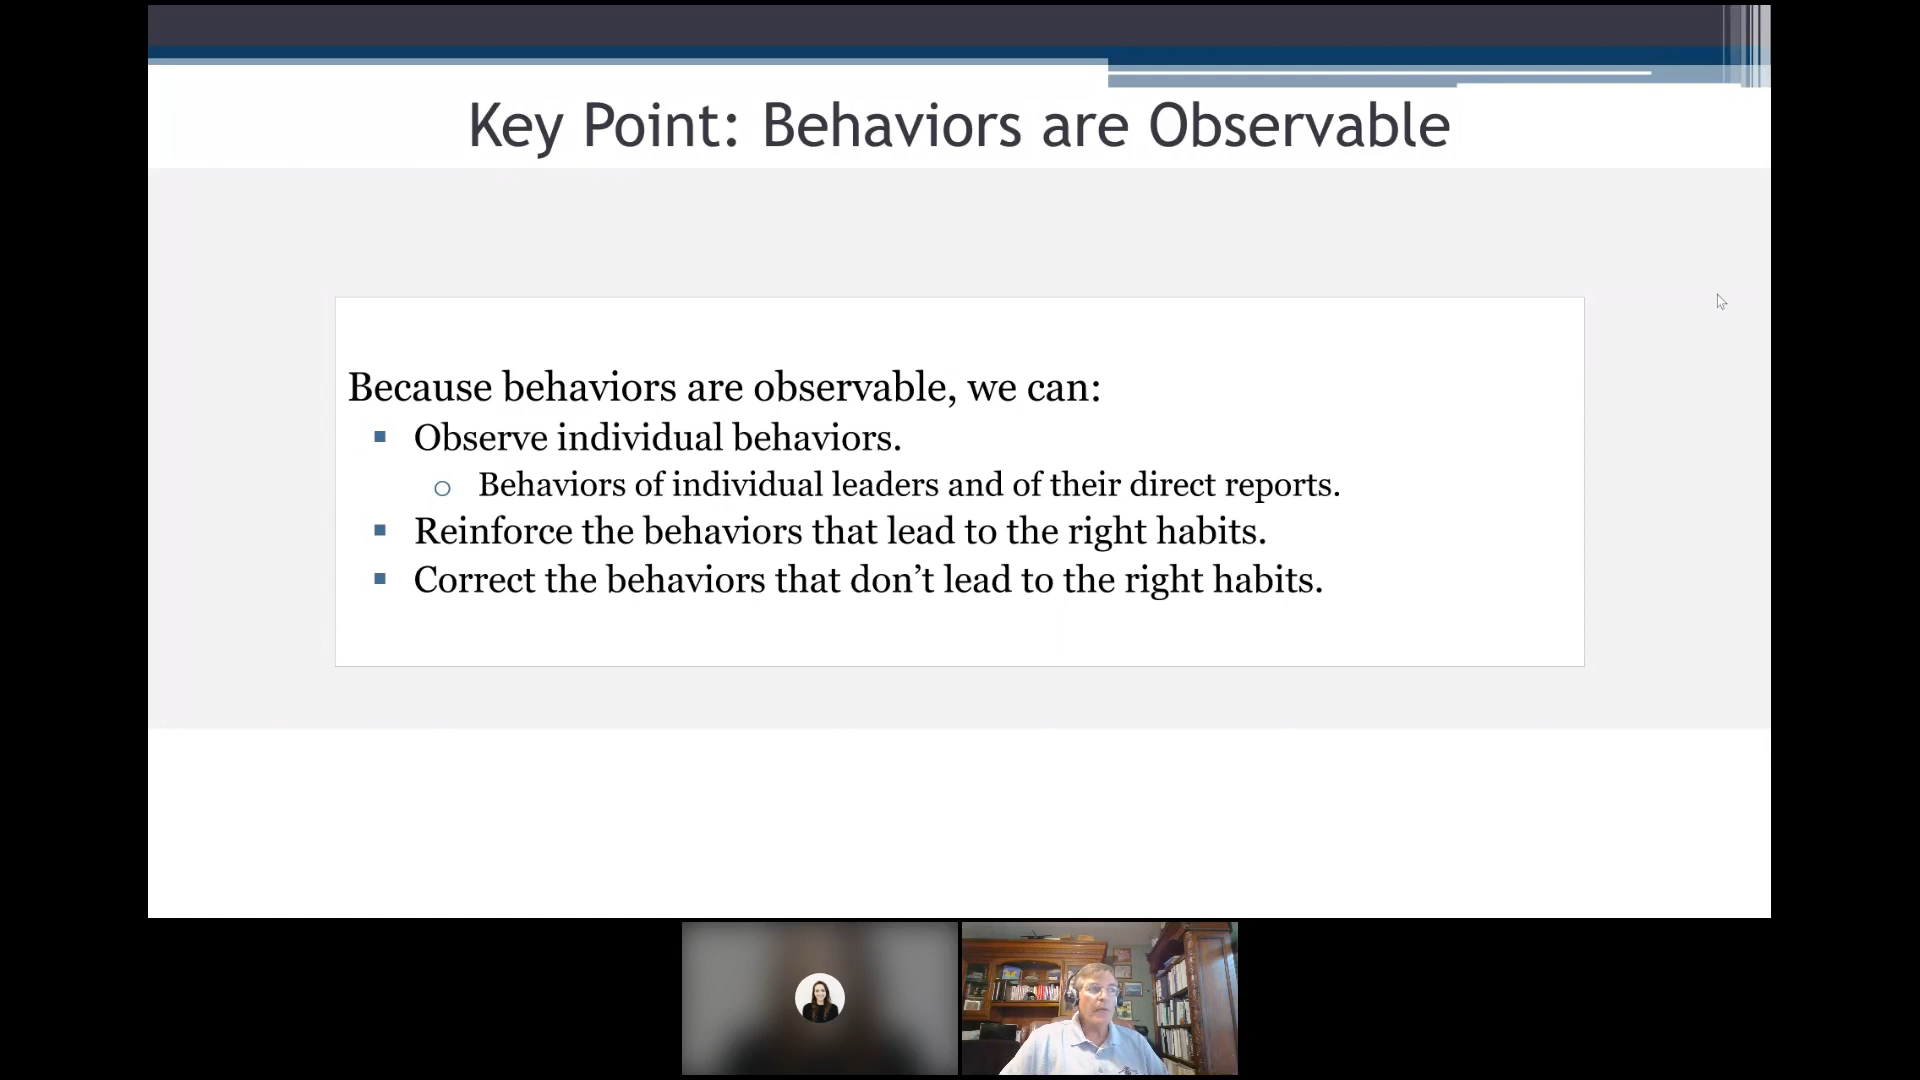 Key Point: Behaviors are Observable
Because behaviors are observable, we can:
Observe individual behaviors.
Behaviors of individual leaders and of their direct reports.
Reinforce the behaviors that lead to the right habits.
Correct the behaviors that don’t lead to the right habits.